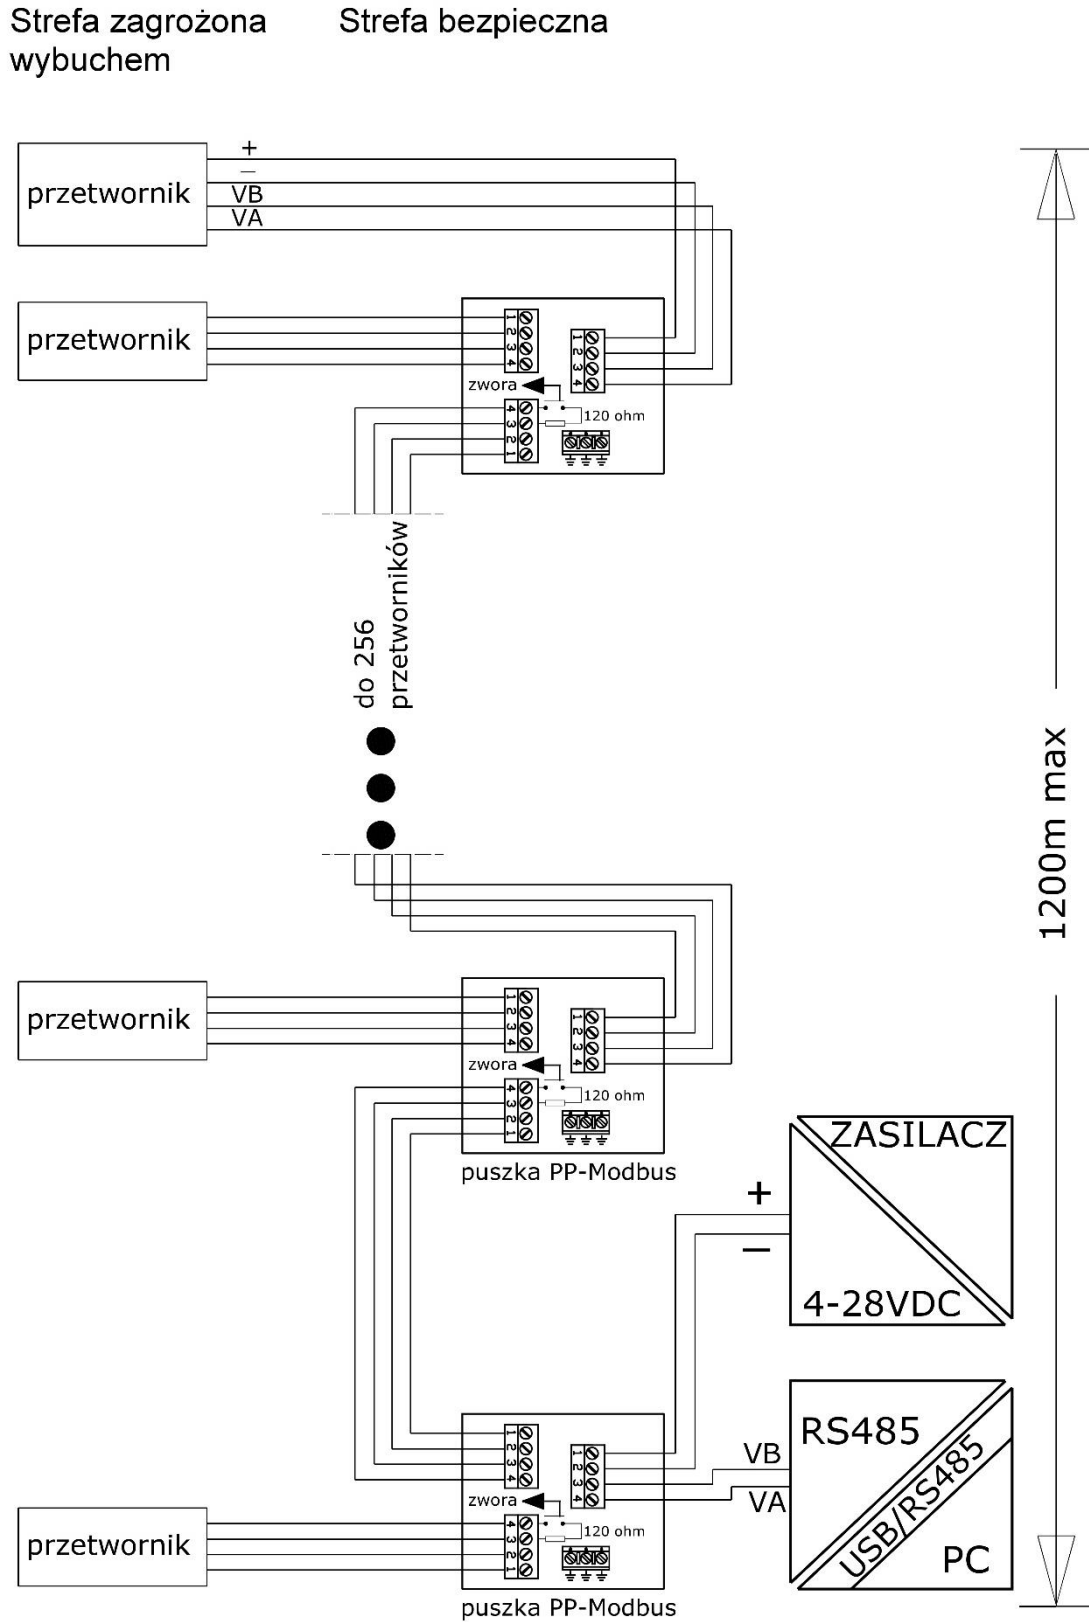 Strefa zagrożona wybuchem
Strefa bezpieczna
przetwornik
+
−
VB
VA
przetwornik
1
2
3
4
1
2
3
4
zwora
4
3
2
1
120 ohm
do 256
przetworników
1200m max
przetwornik
1
2
3
4
1
2
3
4
zwora
4
3
2
1
120 ohm
puszka PP-Modbus
+
−
ZASILACZ
4-28VDC
1
2
3
4
1
2
3
4
zwora
4
3
2
1
120 ohm
VB
VA
RS485
USB/RS485
PC
przetwornik
puszka PP-Modbus